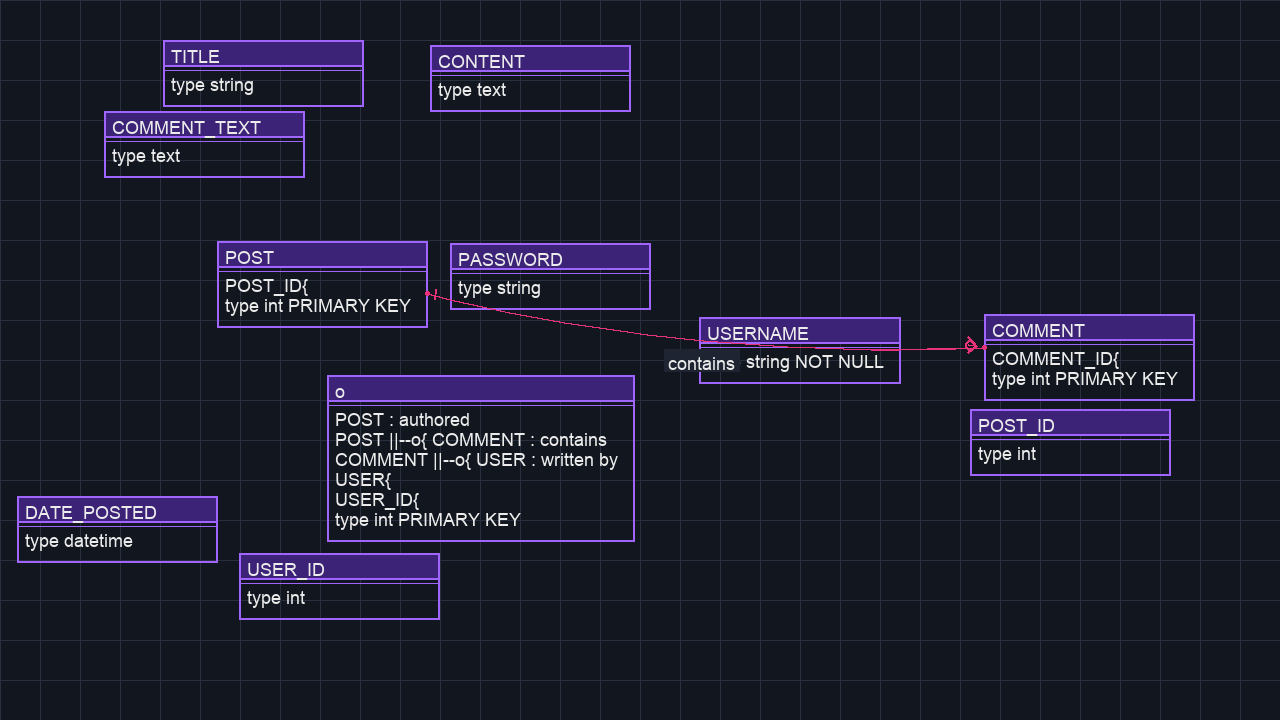 TITLE
type string
CONTENT
type text
COMMENT_TEXT
type text
POST
POST_ID{
type int PRIMARY KEY
PASSWORD
type string
USERNAME
string NOT NULL
contains
COMMENT
COMMENT_ID{
type int PRIMARY KEY
o
POST : authored
POST ||--o{ COMMENT : contains
COMMENT ||--o{ USER : written by
USER{
USER_ID{
type int PRIMARY KEY
POST_ID
type int
DATE_POSTED
type datetime
USER_ID
type int